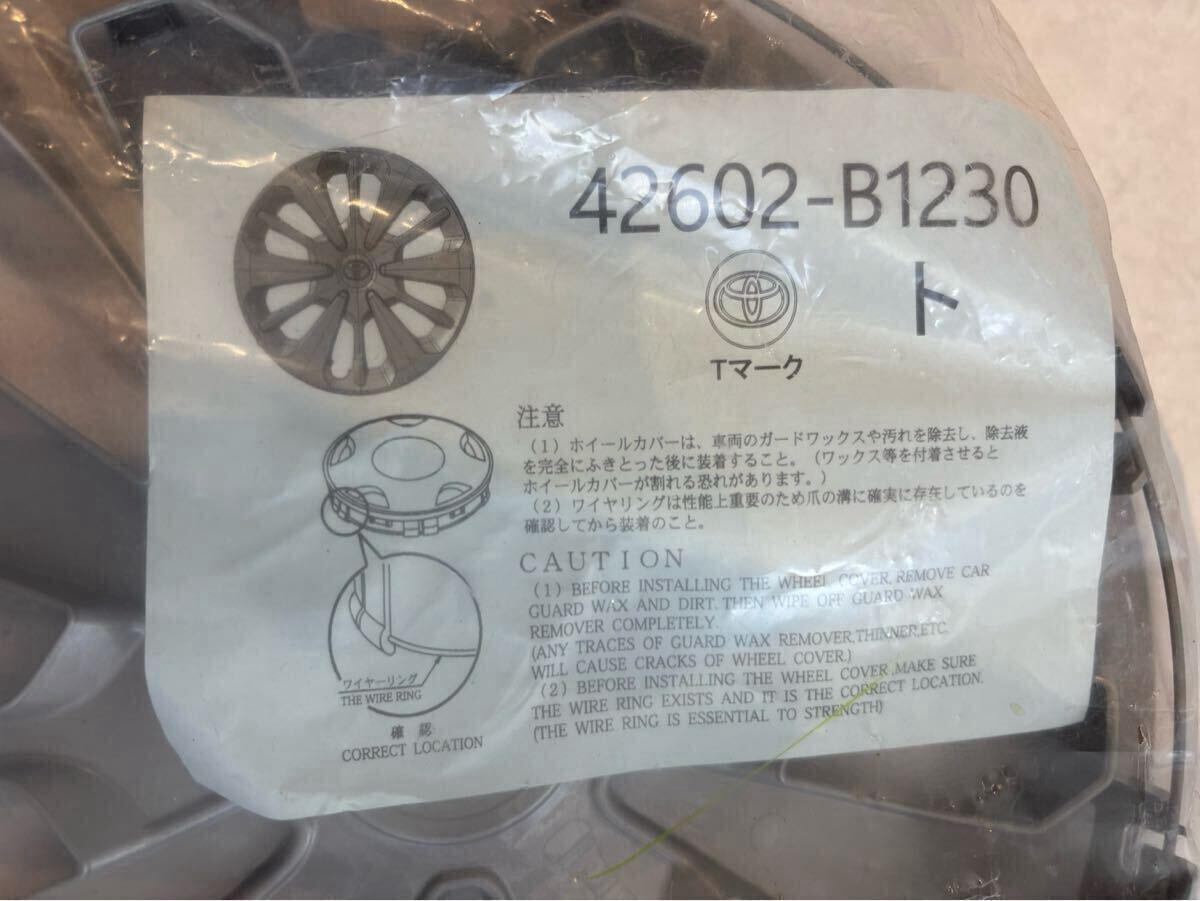 42602-B1230
Tマーク
ト
注意
(1) ホイールカバーは、車両のガードワックスや汚れを除去し、除去液
を完全にふきとった後に装着すること。(ワックス等を付着させると
ホイールカバーが割れる恐れがあります。)
(2) ワイヤリングは性能上重要のため爪の溝に確実に存在しているのを
確認してから装着のこと。
CAUTION
(1) BEFORE INSTALLING THE WHEEL COVER, REMOVE CAR
GUARD WAX AND DIRT. THEN WIPE OFF GUARD WAX
REMOVER COMPLETELY.
(ANY TRACES OF GUARD WAX REMOVER,THINNER,ETC.
WILL CAUSE CRACKS OF WHEEL COVER.)
(2) BEFORE INSTALLING THE WHEEL COVER ,MAKE SURE
THE WIRE RING EXISTS AND IT IS THE CORRECT LOCATION.
(THE WIRE RING IS ESSENTIAL TO STRENGTH)
ワイヤーリング
THE WIRE RING
確 認
CORRECT LOCATION